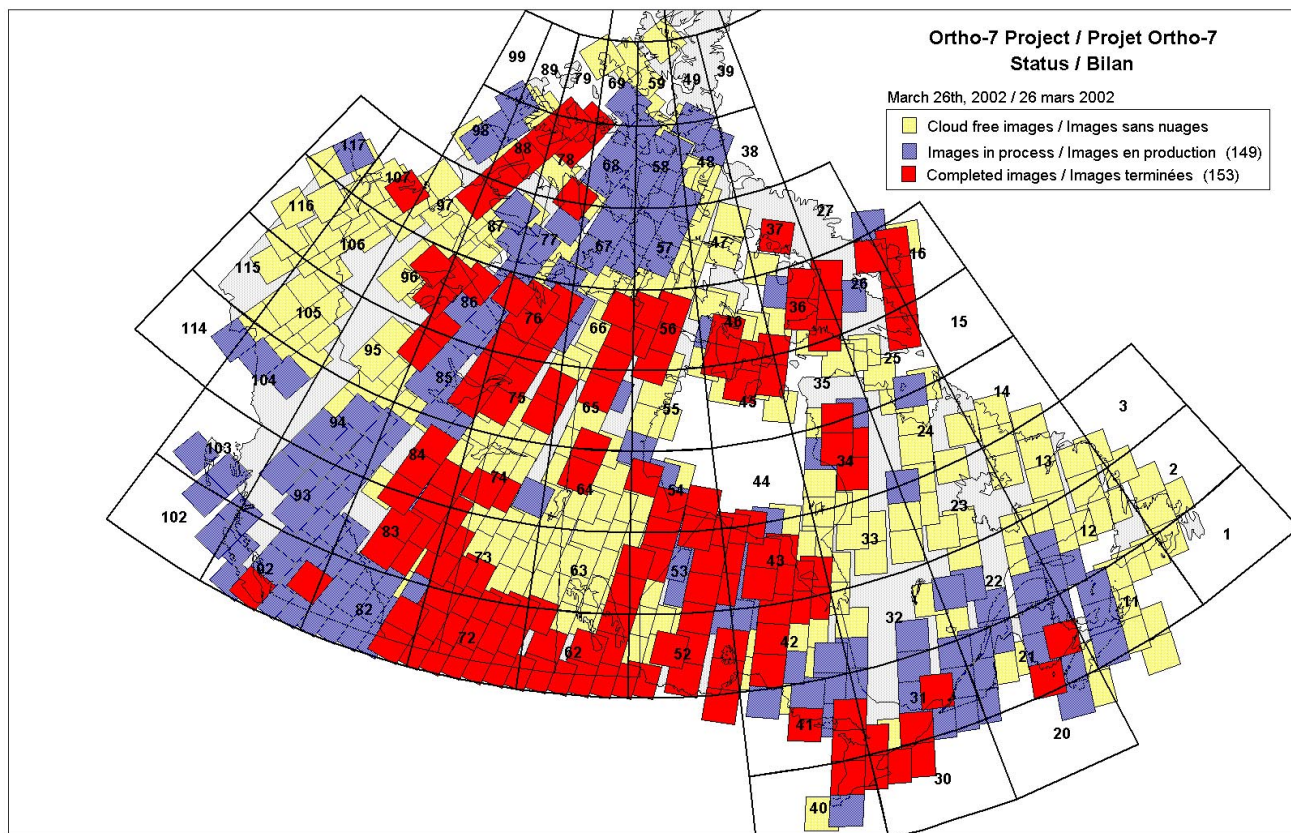 Ortho-7 Project / Projet Ortho-7
Status / Bilan
March 26th, 2002 / 26 mars 2002
Cloud free images / Images sans nuages
Images in process / Images en production (149)
Completed images / Images terminées (153)
99 89 79 69 59 49 39
98 88 78 68 58 48 38
117 107 97 87 77 67 57 47 37 27
116 106 96 86 76 66 56 46 36 26 16
115 105 95 85 75 65 55 45 35 25 15
114 104 94 84 74 64 54 44 34 24 14
103 93 83 73 63 53 43 33 23 13 3
102 92 82 72 62 52 42 32 22 12 2
41 31 21 11 1
40 30 20